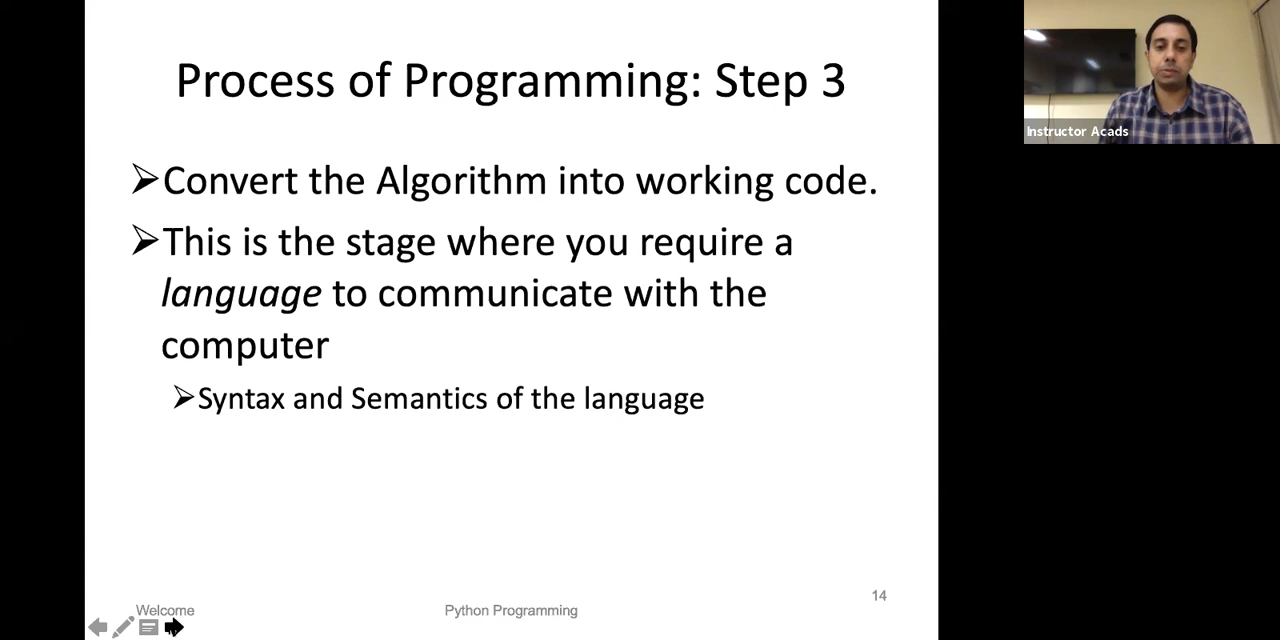 Process of Programming: Step 3
Convert the Algorithm into working code.
This is the stage where you require a
language to communicate with the
computer
Syntax and Semantics of the language
Welcome
Python Programming
14
Instructor Acads